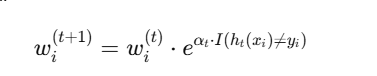 w_i^{(t+1)} = w_i^{(t)} · e^{α_t·I(h_t(x_i)≠y_i)}